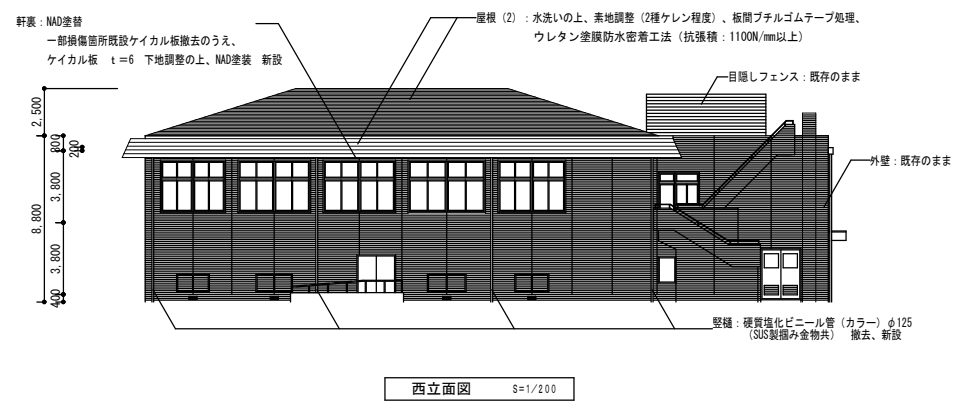 軒裏：NAD塗替
一部損傷箇所既設ケイカル板撤去のうえ、
ケイカル板　ｔ＝6　下地調整の上、NAD塗装　新設
屋根（2）：水洗いの上、素地調整（2種ケレン程度）、板間ブチルゴムテープ処理、
ウレタン塗膜防水密着工法（抗張積：1100N/mm以上）
目隠しフェンス：既存のまま
外壁：既存のまま
2,500
800
200
3,800
8,800
3,800
400
竪樋：硬質塩化ビニール管（カラー）φ125
（SUS製掴み金物共）　撤去、新設
西立面図　S=1/200